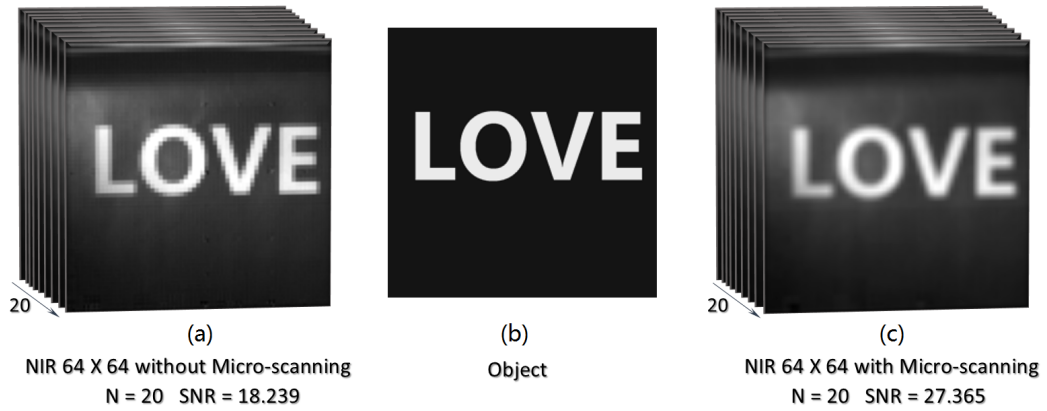 LOVE
LOVE
LOVE
20
20
(a)
(b)
(c)
NIR 64 X 64 without Micro-scanning
N = 20 SNR = 18.239
Object
NIR 64 X 64 with Micro-scanning
N = 20 SNR = 27.365